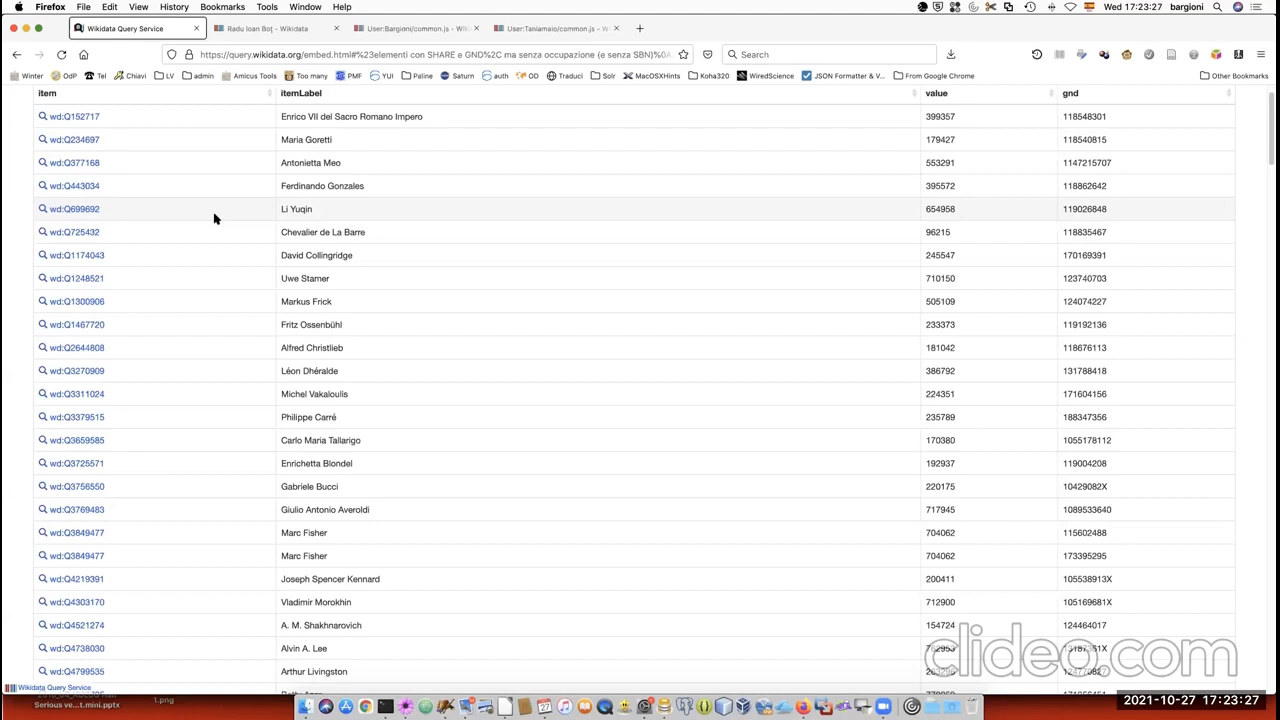 Firefox File Edit View History Bookmarks Tools Window Help Wed 17:23:27 bargioni
Wikidata Query Service Radu Ioan Bot - Wikidata User:Bargioni/common.js - Wiki User:Taniamaio/common.js - W
https://query.wikidata.org/embed.html#%23elementi con SHARE e GND%2C ma senza occupazione (e senza SBN)%0A Search
Winter OdP Tel Chiavi LV admin Amicus Tools Too many PMF YUI Paline Saturn auth OD Traduci Solr MacOSXHints Koha320 WiredScience JSON Formatter & V... From Google Chrome Other Bookmarks
item itemLabel value gnd
wd:Q152717 Enrico VII del Sacro Romano Impero 399357 118548301
wd:Q234697 Maria Goretti 179427 118540815
wd:Q377168 Antonietta Meo 553291 1147215707
wd:Q443034 Ferdinando Gonzales 395572 118862642
wd:Q699692 Li Yuqin 654958 119026848
wd:Q725432 Chevalier de La Barre 96215 118835467
wd:Q1174043 David Collingridge 245547 170169391
wd:Q1248521 Uwe Stamer 710150 123740703
wd:Q1300906 Markus Frick 505109 124074227
wd:Q1467720 Fritz Ossenbühl 233373 119192136
wd:Q2644808 Alfred Christlieb 181042 118676113
wd:Q3270909 Léon Dhéralde 386792 131788418
wd:Q3311024 Michel Vakaloulis 224351 171604156
wd:Q3379515 Philippe Carré 235789 188347356
wd:Q3659585 Carlo Maria Tallarigo 170380 1055178112
wd:Q3725571 Enrichetta Blondel 192937 119004208
wd:Q3756550 Gabriele Bucci 220175 10429082X
wd:Q3769483 Giulio Antonio Averoldi 717945 1089533640
wd:Q3849477 Marc Fisher 704062 115602488
wd:Q3849477 Marc Fisher 704062 173395295
wd:Q4219391 Joseph Spencer Kennard 200411 105538913X
wd:Q4303170 Vladimir Morokhin 712900 105169681X
wd:Q4521274 A. M. Shakhnarovich 154724 124464017
wd:Q4738030 Alvin A. Lee
wd:Q4799535 Arthur Livingston
clideo.com
Wikidata Query Service
Serious ve...t.mini.pptx 1.png
2021-10-27 17:23:27